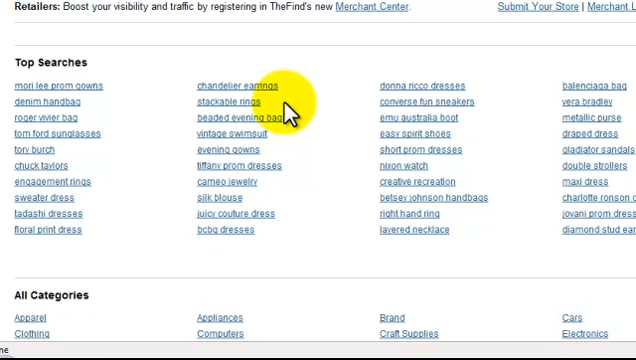 Retailers: Boost your visibility and traffic by registering in TheFind's new Merchant Center. Submit Your Store | Merchant
Top Searches
mori lee prom gowns chandelier earrings donna ricco dresses balenciaga bag
denim handbag stackable rings converse fun sneakers vera bradley
roger vivier bag beaded evening bag emu australia boot metallic purse
tom ford sunglasses vintage swimsuit easy spirit shoes draped dress
tory burch evening gowns short prom dresses gladiator sandals
chuck taylors tiffany prom dresses nixon watch double strollers
engagement rings cameo jewelry creative recreation maxi dress
sweater dress silk blouse betsey johnson handbags charlotte ronson
tadashi dresses juicy couture dress right hand ring jovani prom
floral print dress bcbg dresses layered necklace diamond stud
All Categories
Apparel Appliances Brand Cars
Clothing Computers Craft Supplies Electronics